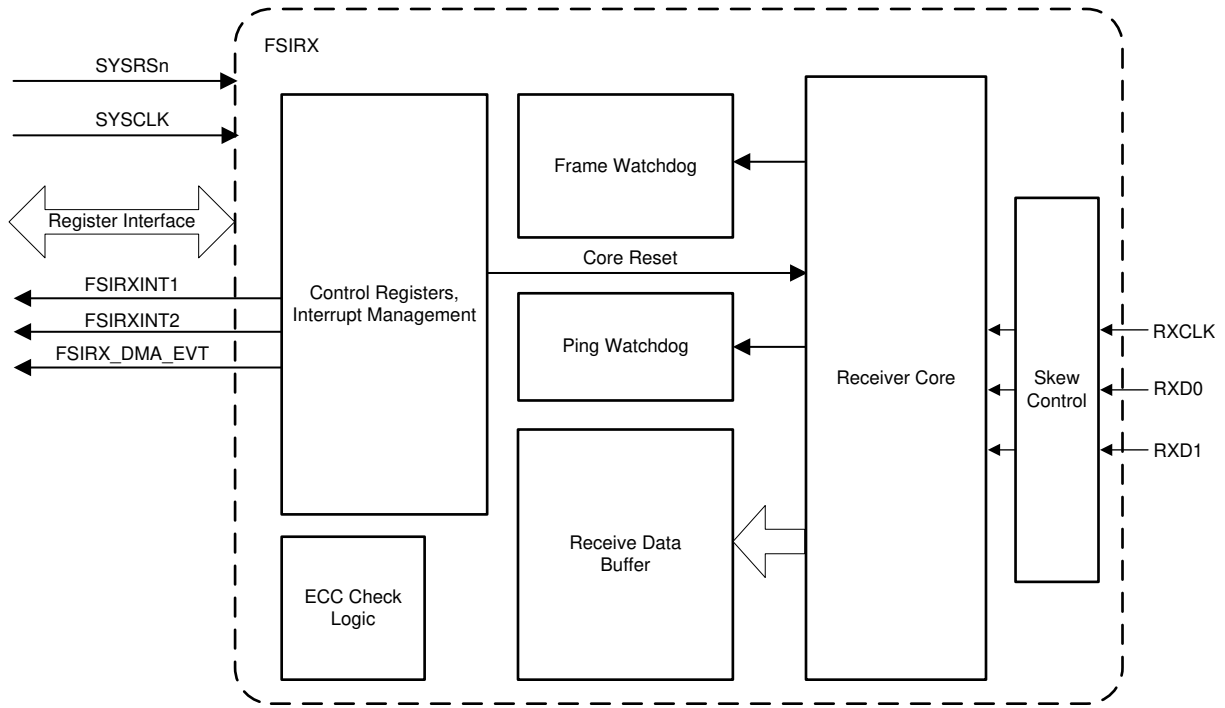 FSIRX
SYSRSn
SYSCLK
Register Interface
FSIRXINT1
FSIRXINT2
FSIRX_DMA_EVT
Control Registers,
Interrupt Management
ECC Check
Logic
Frame Watchdog
Core Reset
Ping Watchdog
Receive Data
Buffer
Receiver Core
Skew
Control
RXCLK
RXD0
RXD1